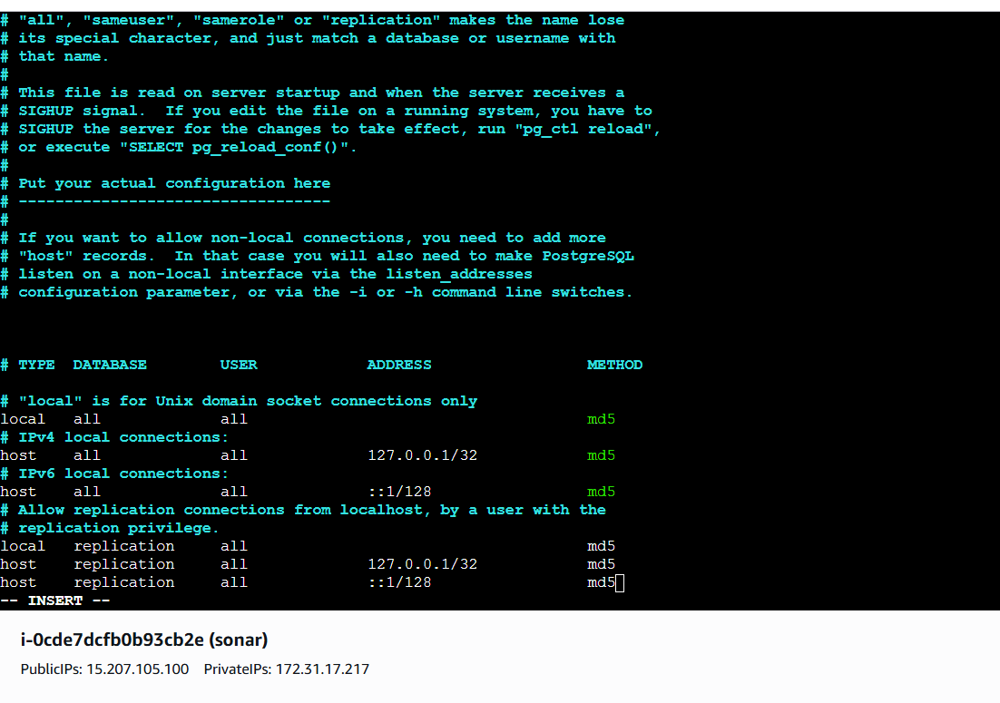 # "all", "sameuser", "samerole" or "replication" makes the name lose
# its special character, and just match a database or username with
# that name.
#
# This file is read on server startup and when the server receives a
# SIGHUP signal.  If you edit the file on a running system, you have to
# SIGHUP the server for the changes to take effect, run "pg_ctl reload",
# or execute "SELECT pg_reload_conf()".
#
# Put your actual configuration here
# ----------------------------------
#
# If you want to allow non-local connections, you need to add more
# "host" records.  In that case you will also need to make PostgreSQL
# listen on a non-local interface via the listen_addresses
# configuration parameter, or via the -i or -h command line switches.
# TYPE  DATABASE        USER            ADDRESS                 METHOD
# "local" is for Unix domain socket connections only
local   all             all                                     md5
# IPv4 local connections:
host    all             all             127.0.0.1/32            md5
# IPv6 local connections:
host    all             all             ::1/128                 md5
# Allow replication connections from localhost, by a user with the
# replication privilege.
local   replication     all                                     md5
host    replication     all             127.0.0.1/32            md5
host    replication     all             ::1/128                 md5
-- INSERT --
i-0cde7dcfb0b93cb2e (sonar)
PublicIPs: 15.207.105.100    PrivateIPs: 172.31.17.217